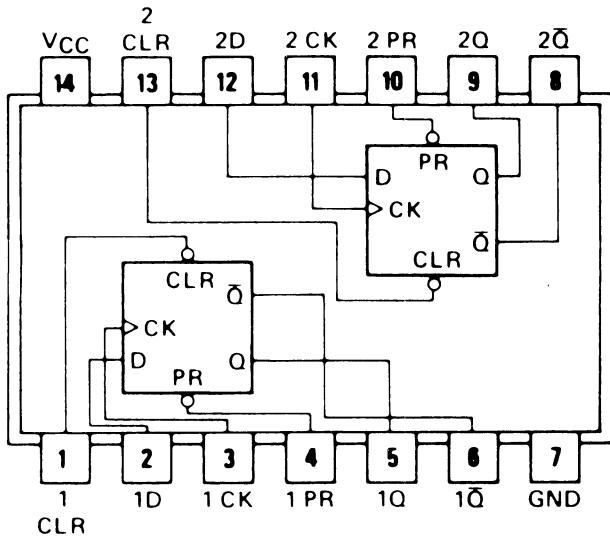 2
VCC CLR 2D 2 CK 2 PR 2Q 2Q̅
14 13 12 11 10 9 8
PR
D Q
CK
Q̅
CLR
CLR
Q̅
CK
D Q
PR
1 2 3 4 5 6 7
1 1D 1 CK 1 PR 1Q 1Q̅ GND
CLR